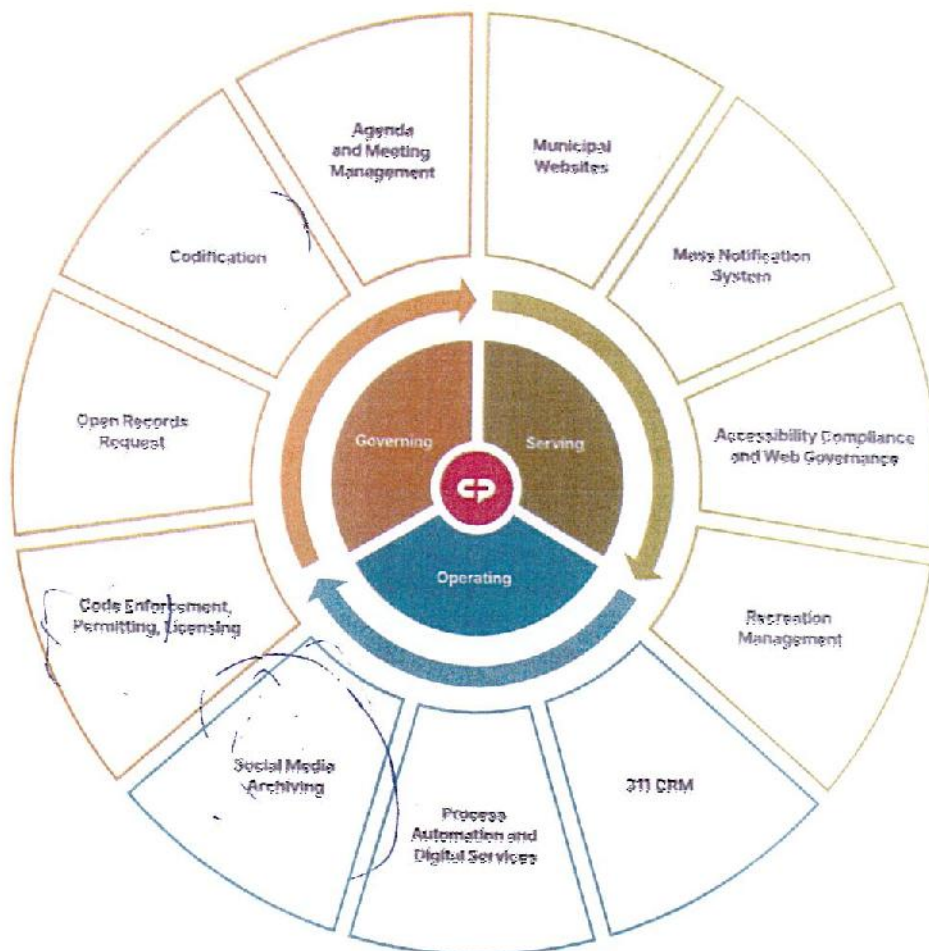 Agenda
and Meeting
Management
Municipal
Websites
Mass Notification
System
Accessibility Compliance
and Web Governance
Recreation
Management
311 CRM
Process
Automation and
Digital Services
Social Media
Archiving
Code Enforcement,
Permitting, Licensing
Open Records
Request
Codification
Governing
Serving
Operating